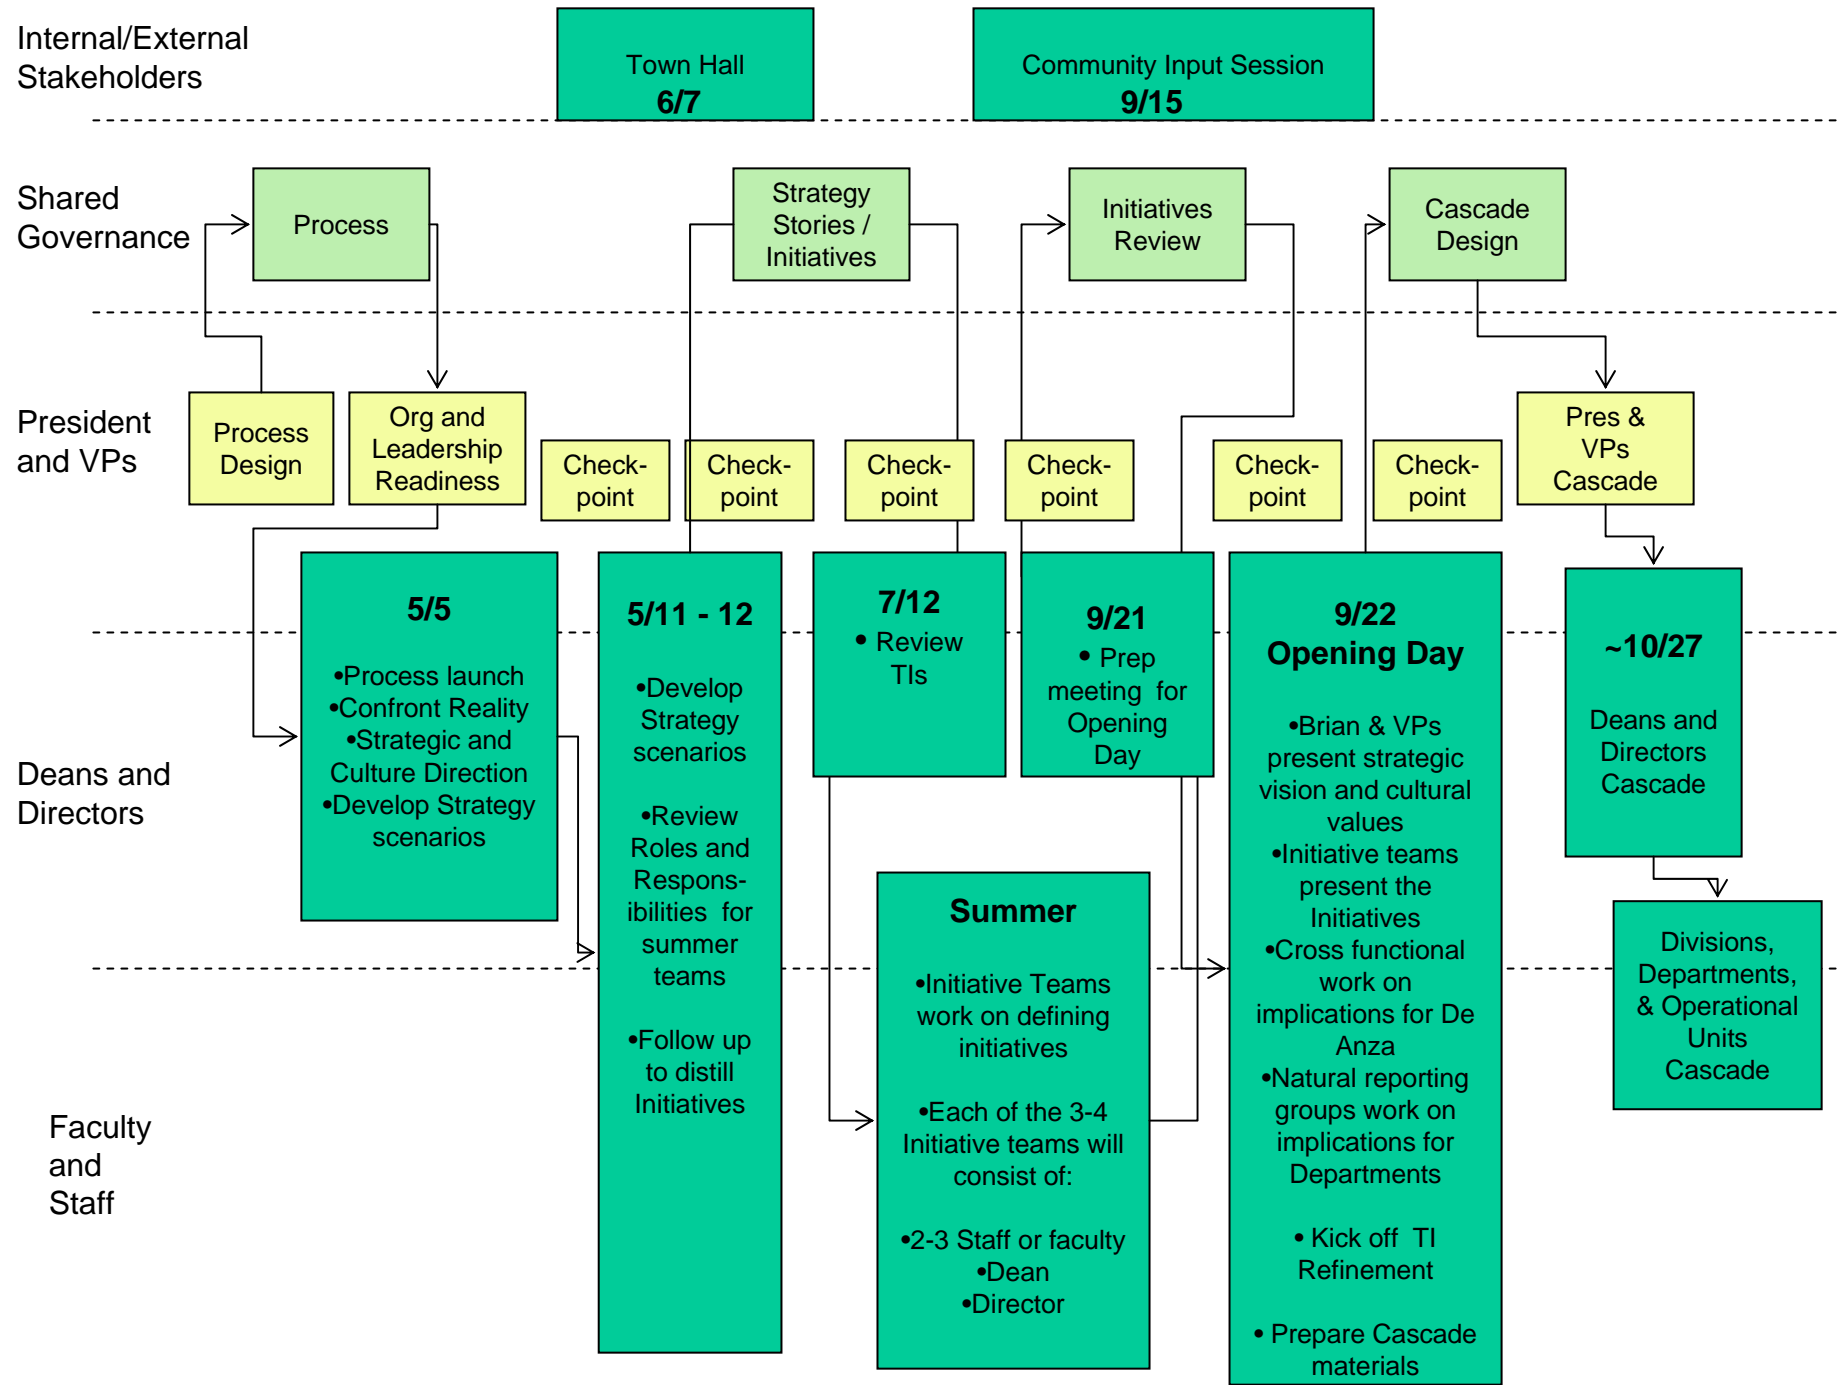 Internal/External
Stakeholders
Town Hall
6/7
Community Input Session
9/15
Shared
Governance
Process
Strategy
Stories /
Initiatives
Initiatives
Review
Cascade
Design
President
and VPs
Process
Design
Org and
Leadership
Readiness
Check-
point
Check-
point
Check-
point
Check-
point
Check-
point
Check-
point
Pres &
VPs
Cascade
Deans and
Directors
5/5
•Process launch
•Confront Reality
•Strategic and
Culture Direction
•Develop Strategy
scenarios
5/11 - 12
•Develop
Strategy
scenarios
•Review
Roles and
Respons-
ibilities for
summer
teams
•Follow up
to distill
Initiatives
7/12
• Review
TIs
9/21
• Prep
meeting for
Opening
Day
9/22
Opening Day
•Brian & VPs
present strategic
vision and cultural
values
•Initiative teams
present the
Initiatives
•Cross functional
work on
implications for De
Anza
•Natural reporting
groups work on
implications for
Departments
• Kick off TI
Refinement
• Prepare Cascade
materials
~10/27
Deans and
Directors
Cascade
Summer
•Initiative Teams
work on defining
initiatives
•Each of the 3-4
Initiative teams will
consist of:
•2-3 Staff or faculty
•Dean
•Director
Divisions,
Departments,
& Operational
Units
Cascade
Faculty
and
Staff